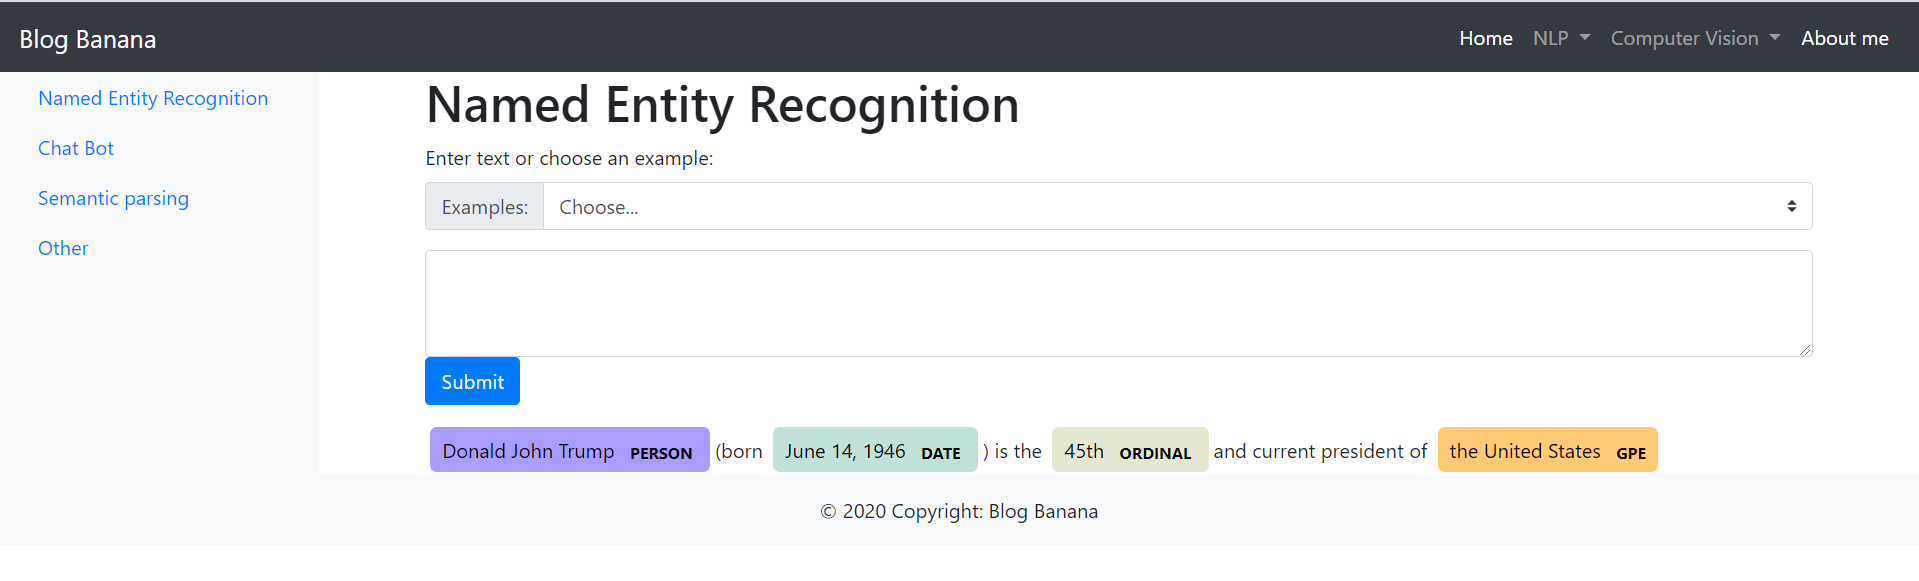 Blog Banana Home NLP Computer Vision About me
Named Entity Recognition
Chat Bot
Semantic parsing
Other
Named Entity Recognition
Enter text or choose an example:
Examples: Choose...
Submit
Donald John Trump PERSON (born June 14, 1946 DATE ) is the 45th ORDINAL and current president of the United States GPE
© 2020 Copyright: Blog Banana